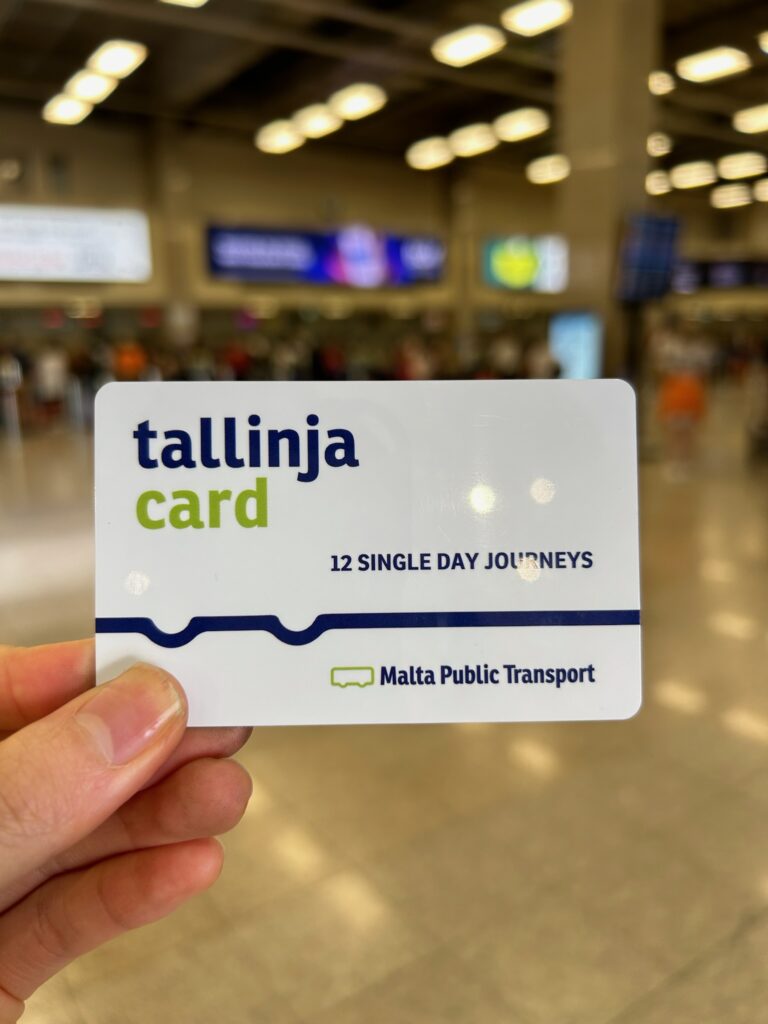 tallinja
card
12 SINGLE DAY JOURNEYS
Malta Public Transport